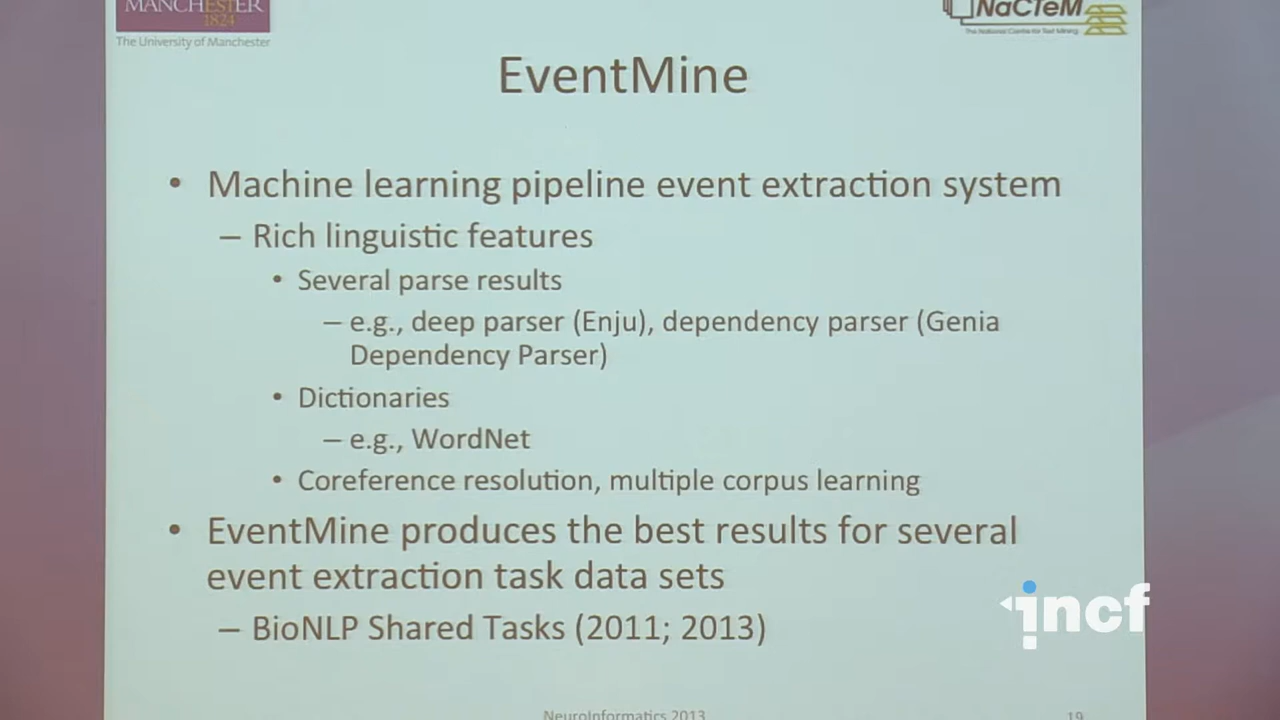 MANCHESTER
1824
The University of Manchester
NaCTeM
The National Centre for Text Mining
EventMine
• Machine learning pipeline event extraction system
– Rich linguistic features
• Several parse results
– e.g., deep parser (Enju), dependency parser (Genia
Dependency Parser)
• Dictionaries
– e.g., WordNet
• Coreference resolution, multiple corpus learning
• EventMine produces the best results for several
event extraction task data sets
– BioNLP Shared Tasks (2011; 2013)
incf
NeuroInformatics 2013
19